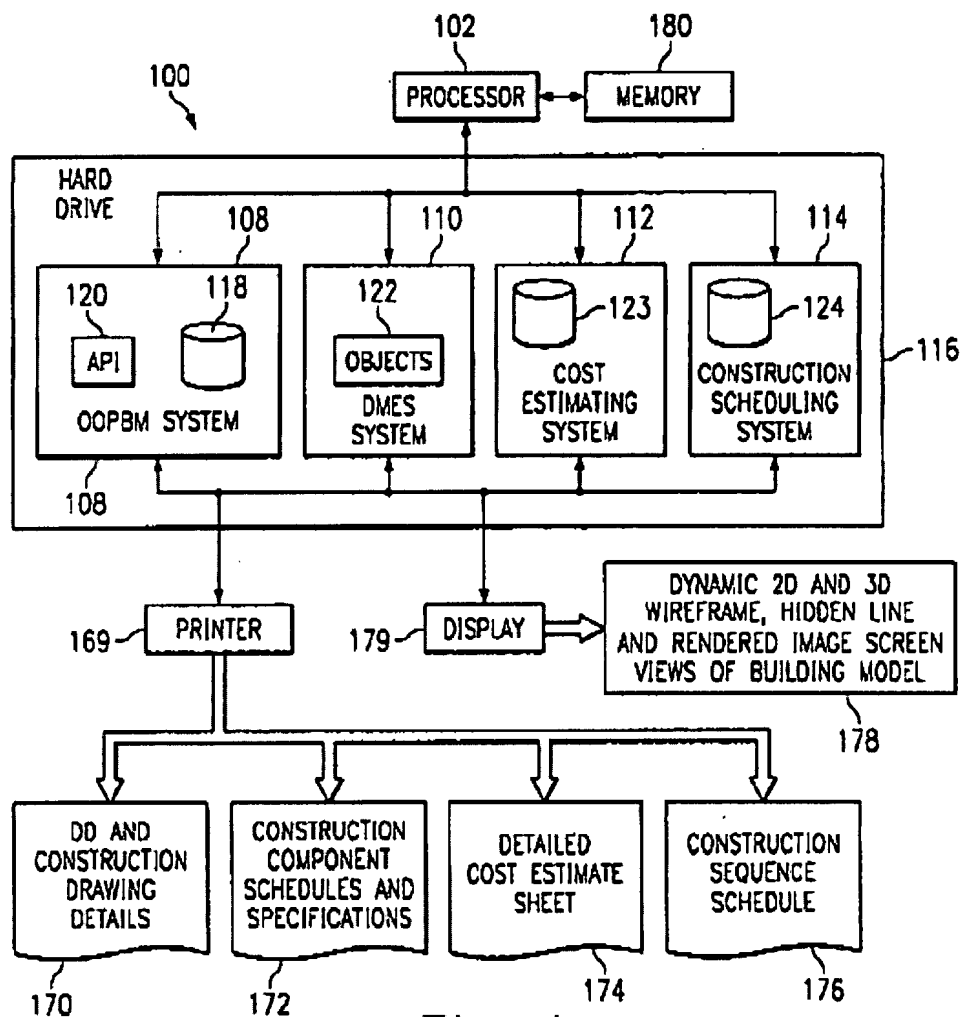 102
180
100
PROCESSOR
MEMORY
HARD
DRIVE
108
110
112
114
120
118
122
123
124
116
API
OBJECTS
OOPBM SYSTEM
DMES
SYSTEM
COST
ESTIMATING
SYSTEM
CONSTRUCTION
SCHEDULING
SYSTEM
108
169
PRINTER
179
DISPLAY
DYNAMIC 2D AND 3D
WIREFRAME, HIDDEN LINE
AND RENDERED IMAGE SCREEN
VIEWS OF BUILDING MODEL
178
DD AND
CONSTRUCTION
DRAWING
DETAILS
CONSTRUCTION
COMPONENT
SCHEDULES AND
SPECIFICATIONS
DETAILED
COST ESTIMATE
SHEET
CONSTRUCTION
SEQUENCE
SCHEDULE
170
172
174
176